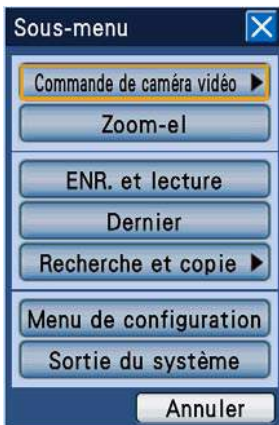 Sous-menu
Commande de caméra vidéo
Zoom-el
ENR. et lecture
Dernier
Recherche et copie
Menu de configuration
Sortie du système
Annuler